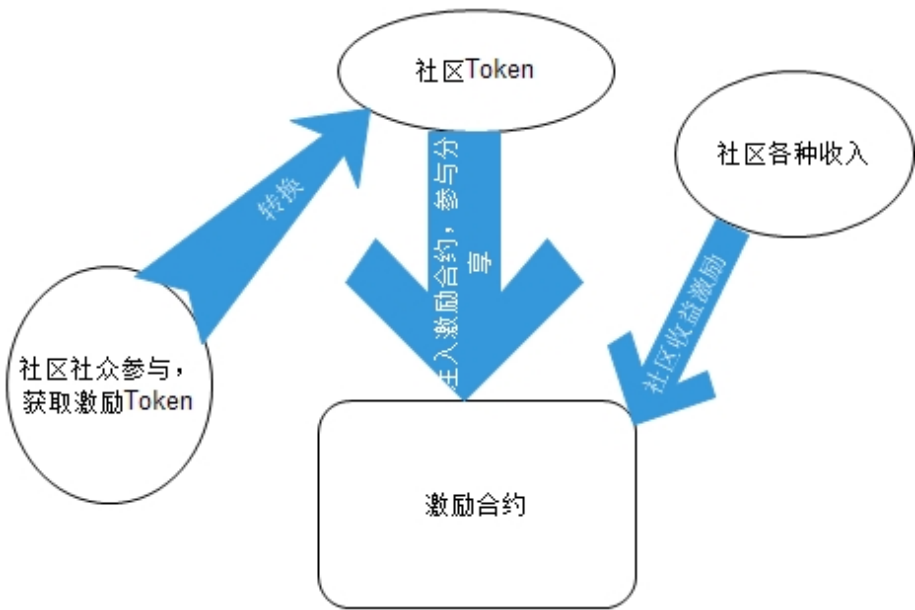 社区Token
社区各种收入
转换
注入激励合约，参与分
享
社区收益激励
社区社众参与，
获取激励Token
激励合约